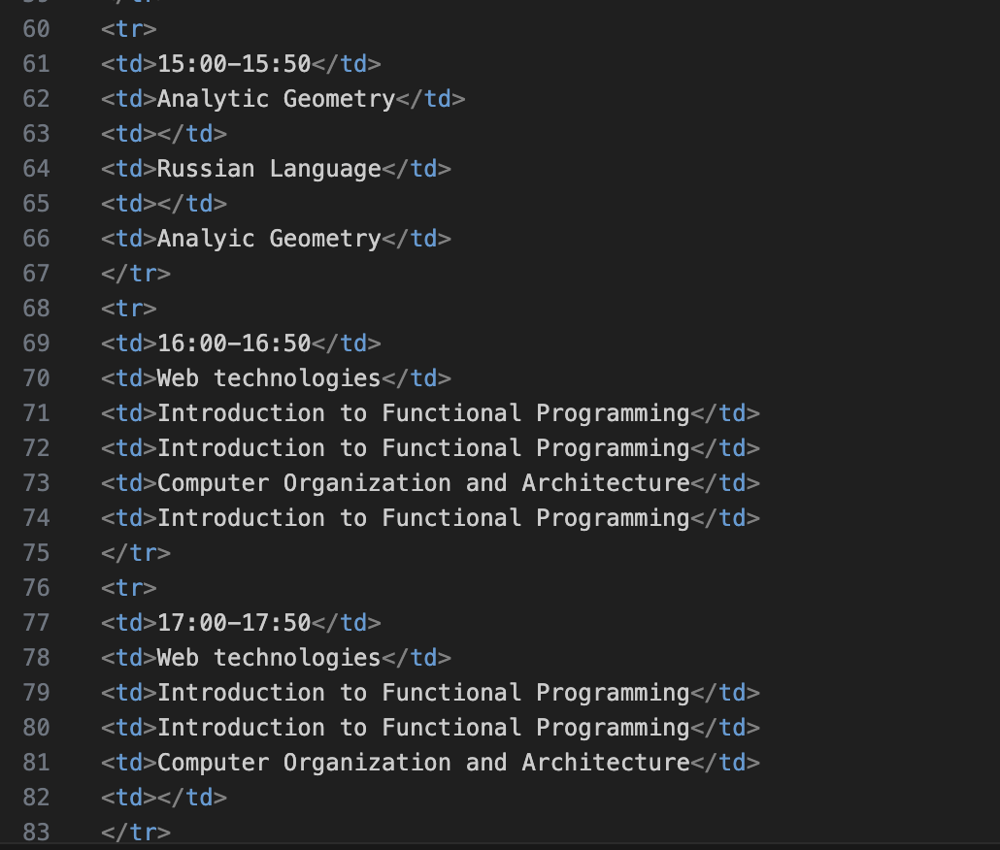 59 </tr>
60 <tr>
61 <td>15:00–15:50</td>
62 <td>Analytic Geometry</td>
63 <td></td>
64 <td>Russian Language</td>
65 <td></td>
66 <td>Analyic Geometry</td>
67 </tr>
68 <tr>
69 <td>16:00–16:50</td>
70 <td>Web technologies</td>
71 <td>Introduction to Functional Programming</td>
72 <td>Introduction to Functional Programming</td>
73 <td>Computer Organization and Architecture</td>
74 <td>Introduction to Functional Programming</td>
75 </tr>
76 <tr>
77 <td>17:00–17:50</td>
78 <td>Web technologies</td>
79 <td>Introduction to Functional Programming</td>
80 <td>Introduction to Functional Programming</td>
81 <td>Computer Organization and Architecture</td>
82 <td></td>
83 </tr>